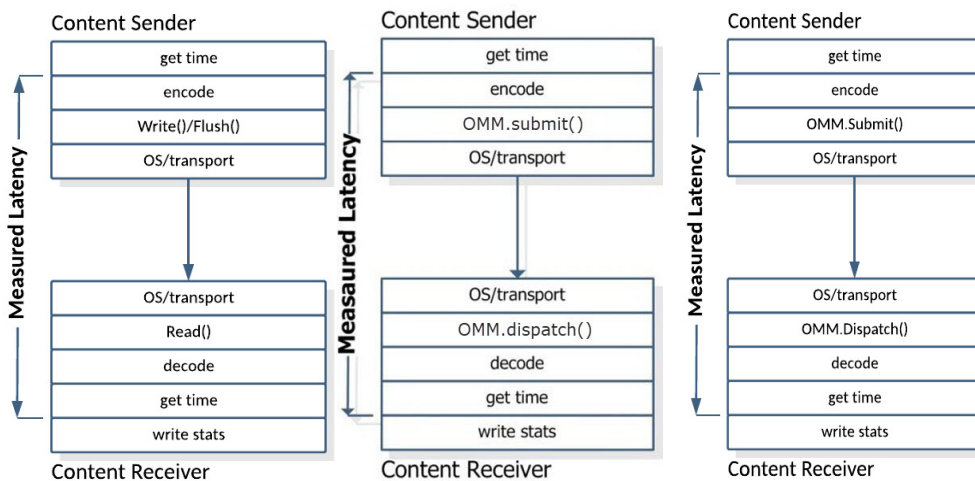 Content Sender
get time
encode
Write()/Flush()
OS/transport
Measured Latency
OS/transport
Read()
decode
get time
write stats
Content Receiver
Content Sender
get time
encode
OMM.submit()
OS/transport
Measaured Latency
OS/transport
OMM.dispatch()
decode
get time
write stats
Content Receiver
Content Sender
get time
encode
OMM.Submit()
OS/transport
Measured Latency
OS/transport
OMM.Dispatch()
decode
get time
write stats
Content Receiver